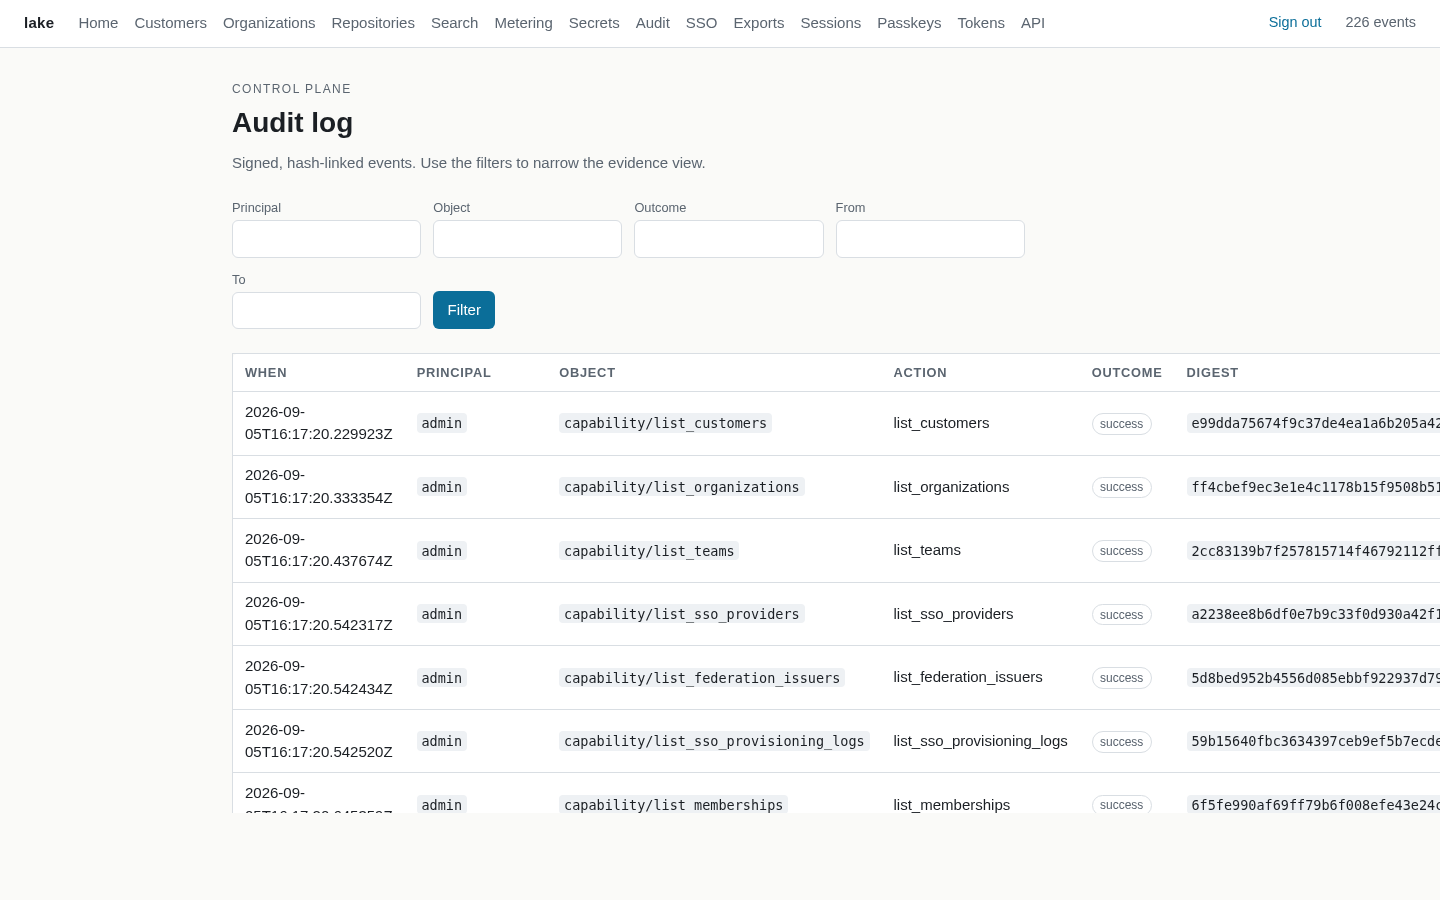 lake Home Customers Organizations Repositories Search Metering Secrets Audit SSO Exports Sessions Passkeys Tokens API Sign out 226 events
CONTROL PLANE
Audit log
Signed, hash-linked events. Use the filters to narrow the evidence view.
Principal Object Outcome From
To
Filter
WHEN PRINCIPAL OBJECT ACTION OUTCOME DIGEST
2026-09-
05T16:17:20.229923Z admin capability/list_customers list_customers success e99dda75674f9c37de4ea1a6b205a42
2026-09-
05T16:17:20.333354Z admin capability/list_organizations list_organizations success ff4cbef9ec3e1e4c1178b15f9508b51
2026-09-
05T16:17:20.437674Z admin capability/list_teams list_teams success 2cc83139b7f257815714f46792112ff
2026-09-
05T16:17:20.542317Z admin capability/list_sso_providers list_sso_providers success a2238ee8b6df0e7b9c33f0d930a42f1
2026-09-
05T16:17:20.542434Z admin capability/list_federation_issuers list_federation_issuers success 5d8bed952b4556d085ebbf922937d79
2026-09-
05T16:17:20.542520Z admin capability/list_sso_provisioning_logs list_sso_provisioning_logs success 59b15640fbc3634397ceb9ef5b7ecde
2026-09-
admin capability/list_memberships list_memberships success 6f5fe990af69ff79b6f008efe43e24c